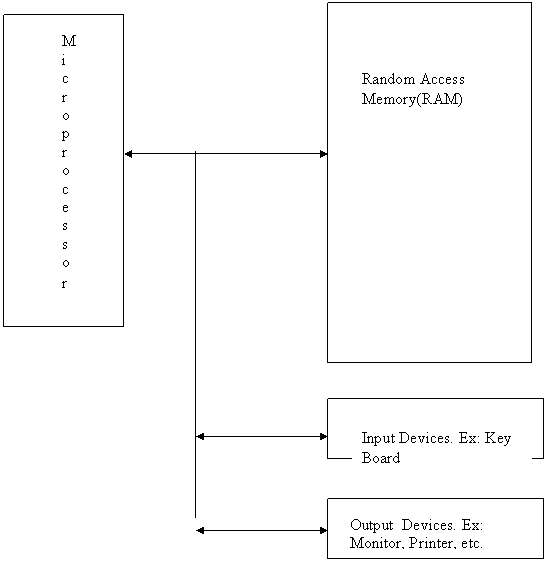 Microprocessor
Random Access
Memory(RAM)
Input Devices. Ex: Key
Board
Output Devices. Ex:
Monitor, Printer, etc.